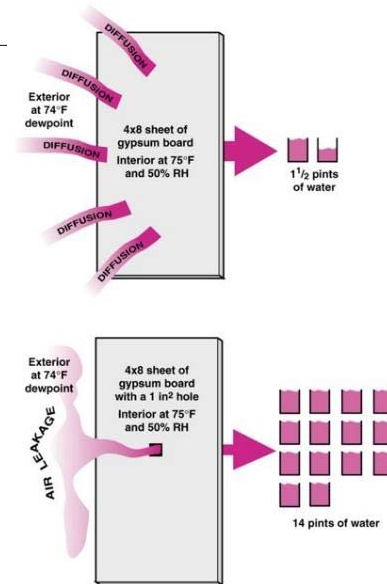 DIFFUSION
DIFFUSION
Exterior
at 74°F
dewpoint
DIFFUSION
DIFFUSION
DIFFUSION
4x8 sheet of
gypsum board
Interior at 75°F
and 50% RH
1 1/2 pints
of water
Exterior
at 74°F
dewpoint
AIR LEAKAGE
4x8 sheet of
gypsum board
with a 1 in² hole
Interior at 75°F
and 50% RH
14 pints of water